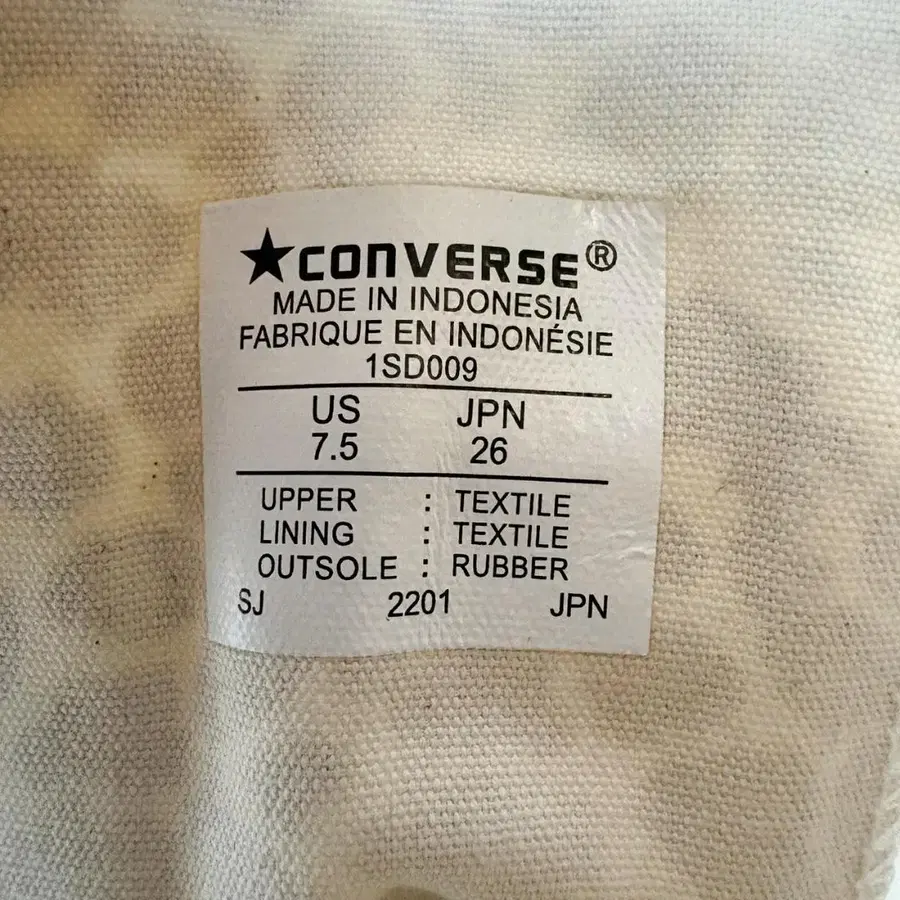 ★CONVERSE®
MADE IN INDONESIA
FABRIQUE EN INDONÉSIE
1SD009
US JPN
7.5 26
UPPER : TEXTILE
LINING : TEXTILE
OUTSOLE : RUBBER
SJ 2201 JPN